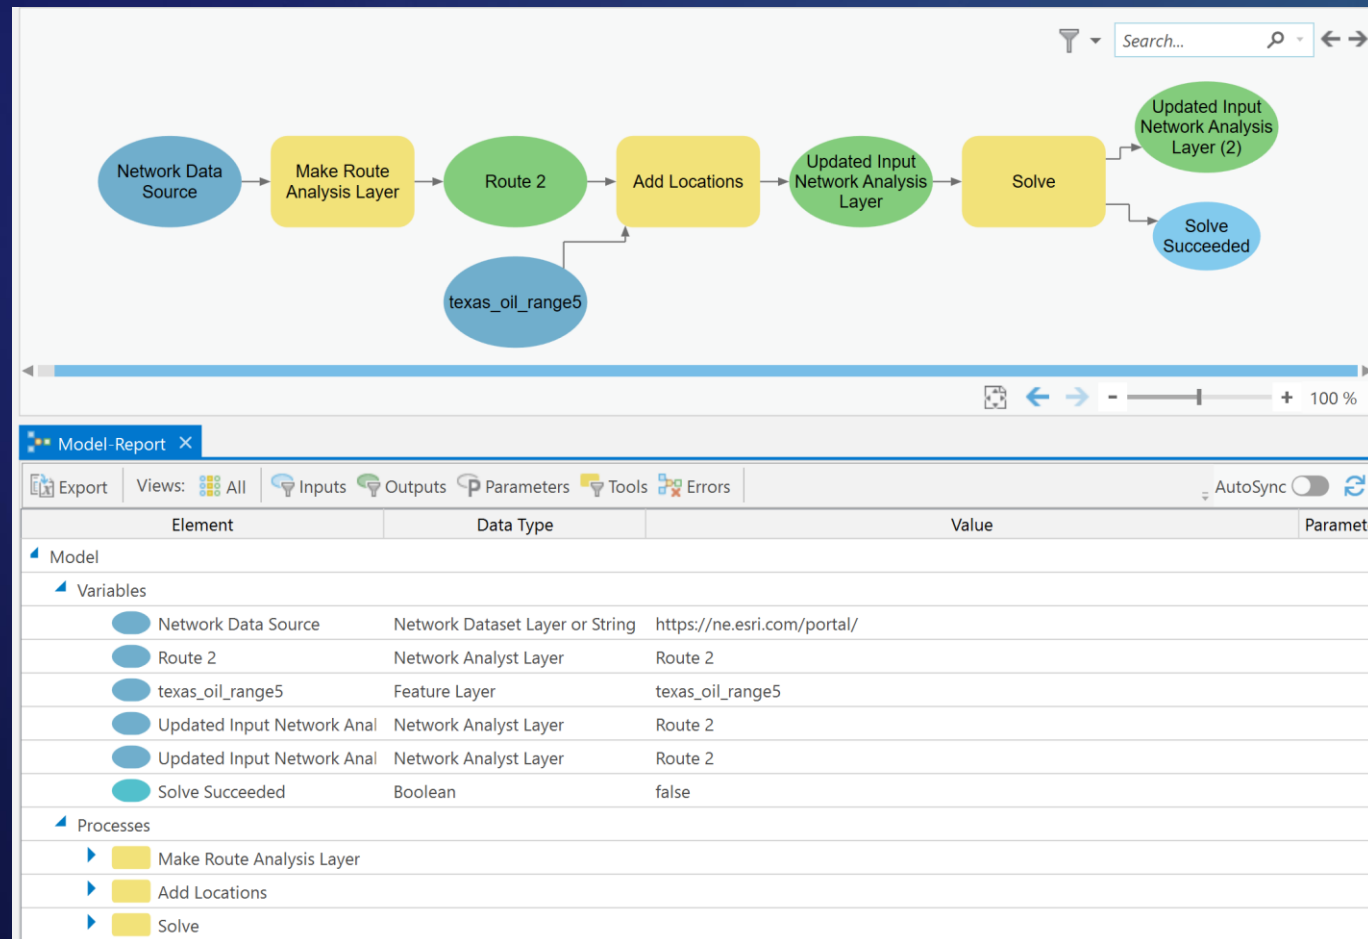 Search...
Updated Input
Network Analysis
Layer (2)
Network Data
Source
Make Route
Analysis Layer
Route 2
Add Locations
Updated Input
Network Analysis
Layer
Solve
Solve
Succeeded
texas_oil_range5
- + 100 %
Model-Report
Export Views: All Inputs Outputs Parameters Tools Errors AutoSync
Element Data Type Value Paramet
Model
Variables
Network Data Source Network Dataset Layer or String https://ne.esri.com/portal/
Route 2 Network Analyst Layer Route 2
texas_oil_range5 Feature Layer texas_oil_range5
Updated Input Network Anal Network Analyst Layer Route 2
Updated Input Network Anal Network Analyst Layer Route 2
Solve Succeeded Boolean false
Processes
Make Route Analysis Layer
Add Locations
Solve